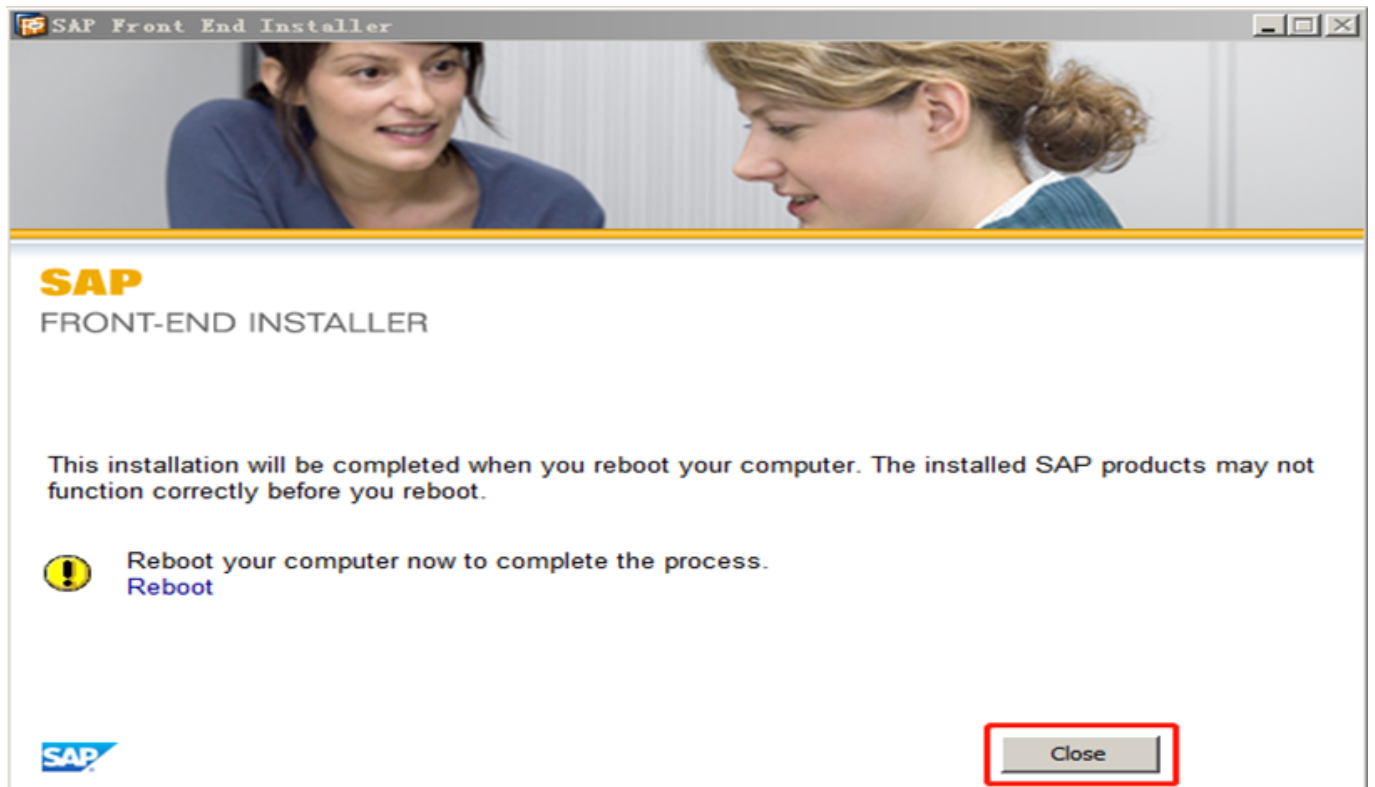 SAP Front End Installer
SAP
FRONT-END INSTALLER
This installation will be completed when you reboot your computer. The installed SAP products may not
function correctly before you reboot.
Reboot your computer now to complete the process.
Reboot
SAP
Close